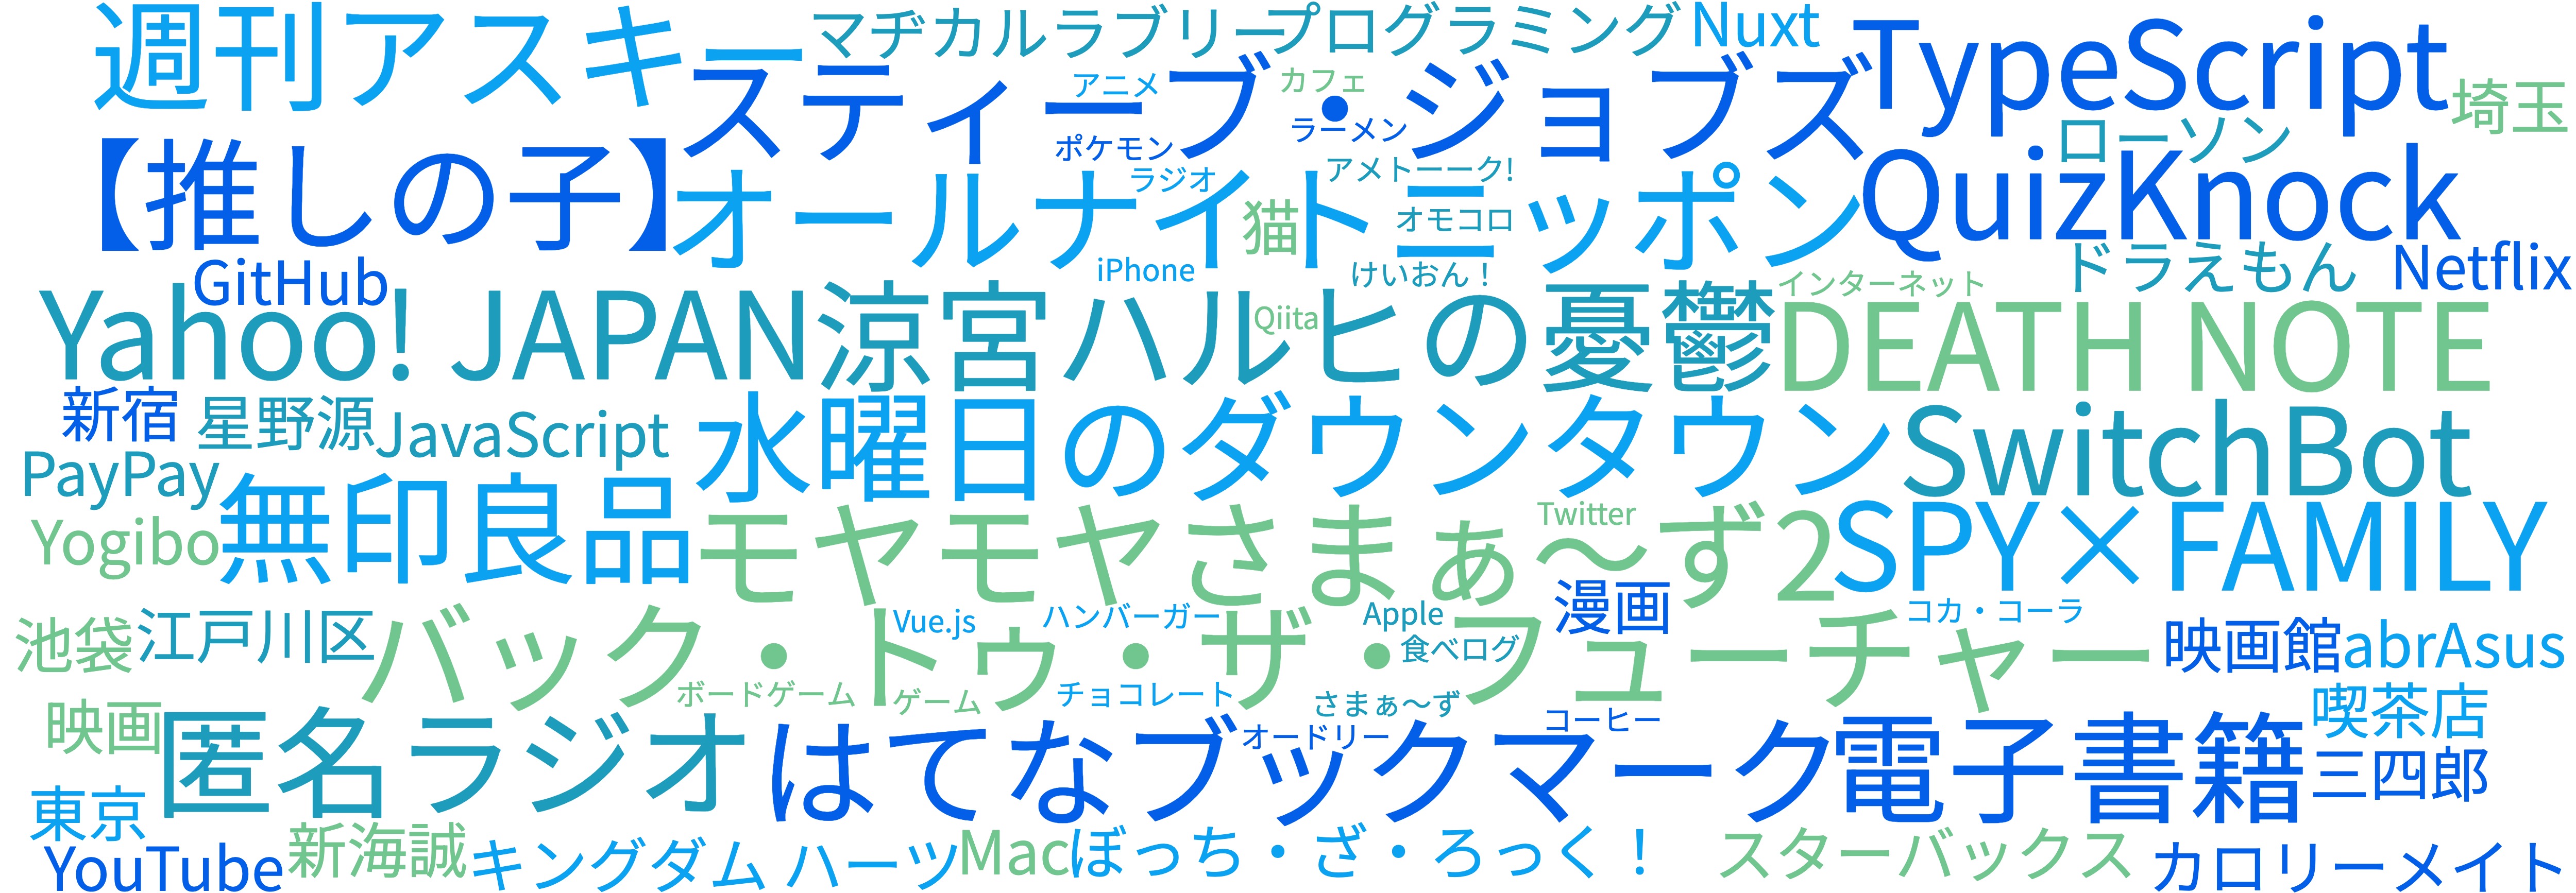 週刊アスキー
マヂカルラブリー
プログラミング
Nuxt
TypeScript
スティーブ・ジョブズ
アニメ
カフェ
埼玉
ポケモン
ラーメン
ローソン
【推しの子】
オールナイトニッポン
ラジオ
アメトーーク!
QuizKnock
猫
オモコロ
GitHub
iPhone
けいおん！
インターネット
ドラえもん
Netflix
Yahoo! JAPAN
涼宮ハルヒの憂鬱
Qiita
DEATH NOTE
新宿
星野源
JavaScript
水曜日のダウンタウン
SwitchBot
PayPay
無印良品
Yogibo
モヤモヤさまぁ〜ず2
Twitter
SPY×FAMILY
漫画
池袋
江戸川区
バック・トゥ・ザ・フューチャー
Vue.js
ハンバーガー
Apple
食べログ
コカ・コーラ
映画館
abrAsus
ボードゲーム
ゲーム
チョコレート
さまぁ〜ず
喫茶店
映画
匿名ラジオ
はてなブックマーク
オードリー
コーヒー
電子書籍
三四郎
東京
YouTube
新海誠
キングダム ハーツ
Mac
ぼっち・ざ・ろっく！
スターバックス
カロリーメイト